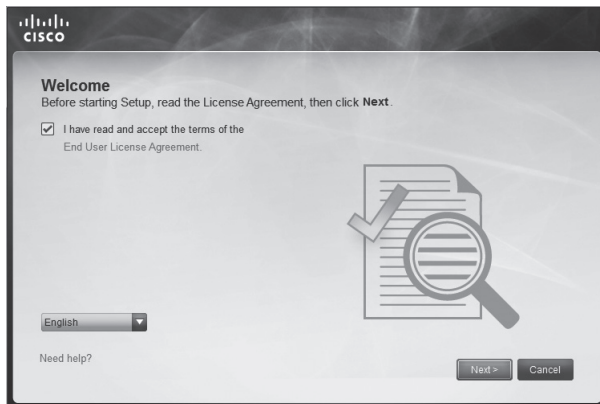 CISCO
Welcome
Before starting Setup, read the License Agreement, then click Next.
I have read and accept the terms of the
End User License Agreement.
English
Need help?
Next >
Cancel